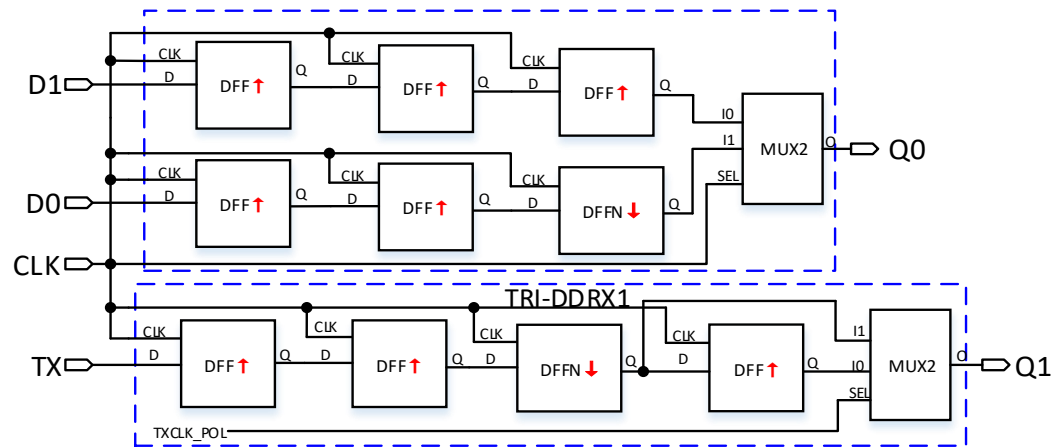 CLK
CLK
CLK
D1
D
DFF
Q
D
DFF
Q
D
DFF
Q
I0
I1
MUX2
O
Q0
SEL
CLK
CLK
CLK
D0
D
DFF
Q
D
DFF
Q
D
DFFN
Q
CLK
TRI-DDRX1
CLK
CLK
CLK
CLK
TX
D
DFF
Q
D
DFF
Q
D
DFFN
Q
D
DFF
Q
I1
I0
MUX2
O
Q1
SEL
TXCLK_POL